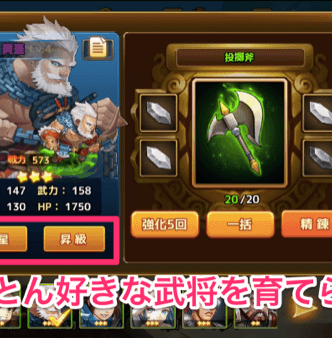 投擲斧
戦力 573
147 武力: 158
130 HP: 1750
20/20
強化5回
一括
精錬
星
昇級
とん好きな武将を育てら